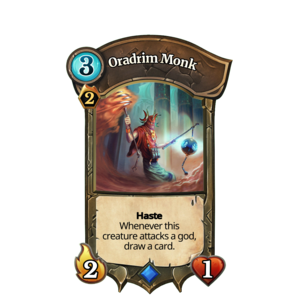 3
Oradrim Monk
2
Haste
Whenever this
creature attacks a god,
draw a card.
2
1